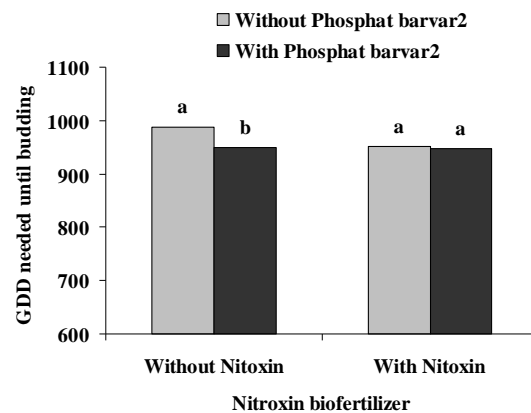 Without Phosphat barvar2
With Phosphat barvar2
GDD needed until budding
1100
1000
900
800
700
600
a
b
a
a
Without Nitoxin
With Nitoxin
Nitroxin biofertilizer